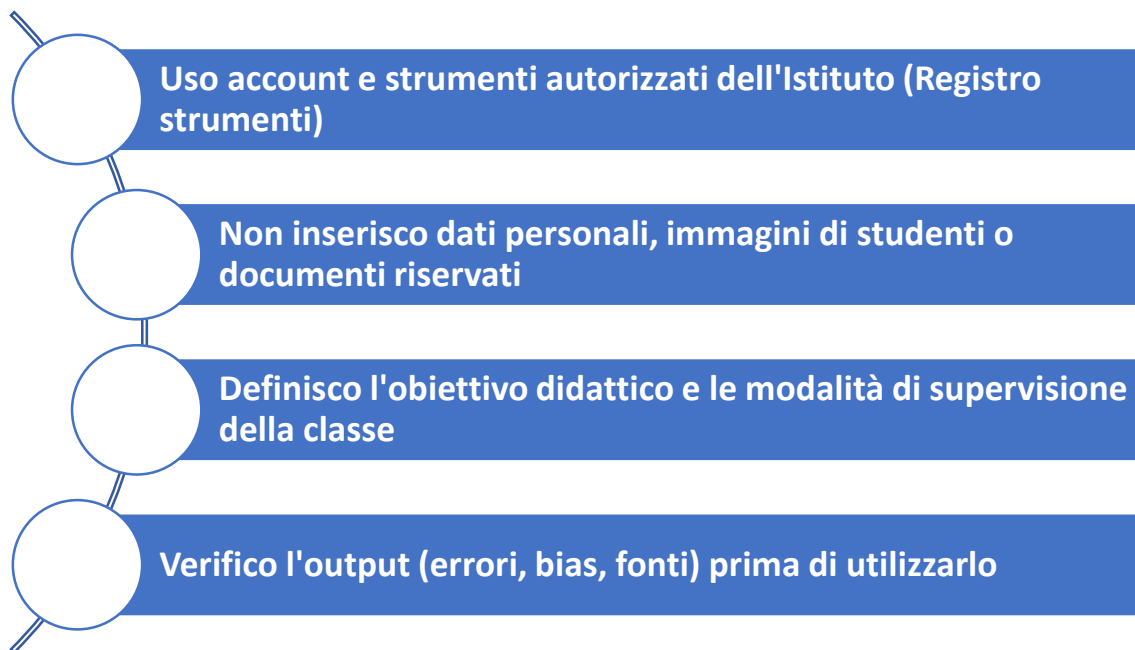 Uso account e strumenti autorizzati dell'Istituto (Registro
strumenti)
Non inserisco dati personali, immagini di studenti o
documenti riservati
Definisco l'obiettivo didattico e le modalità di supervisione
della classe
Verifico l'output (errori, bias, fonti) prima di utilizzarlo